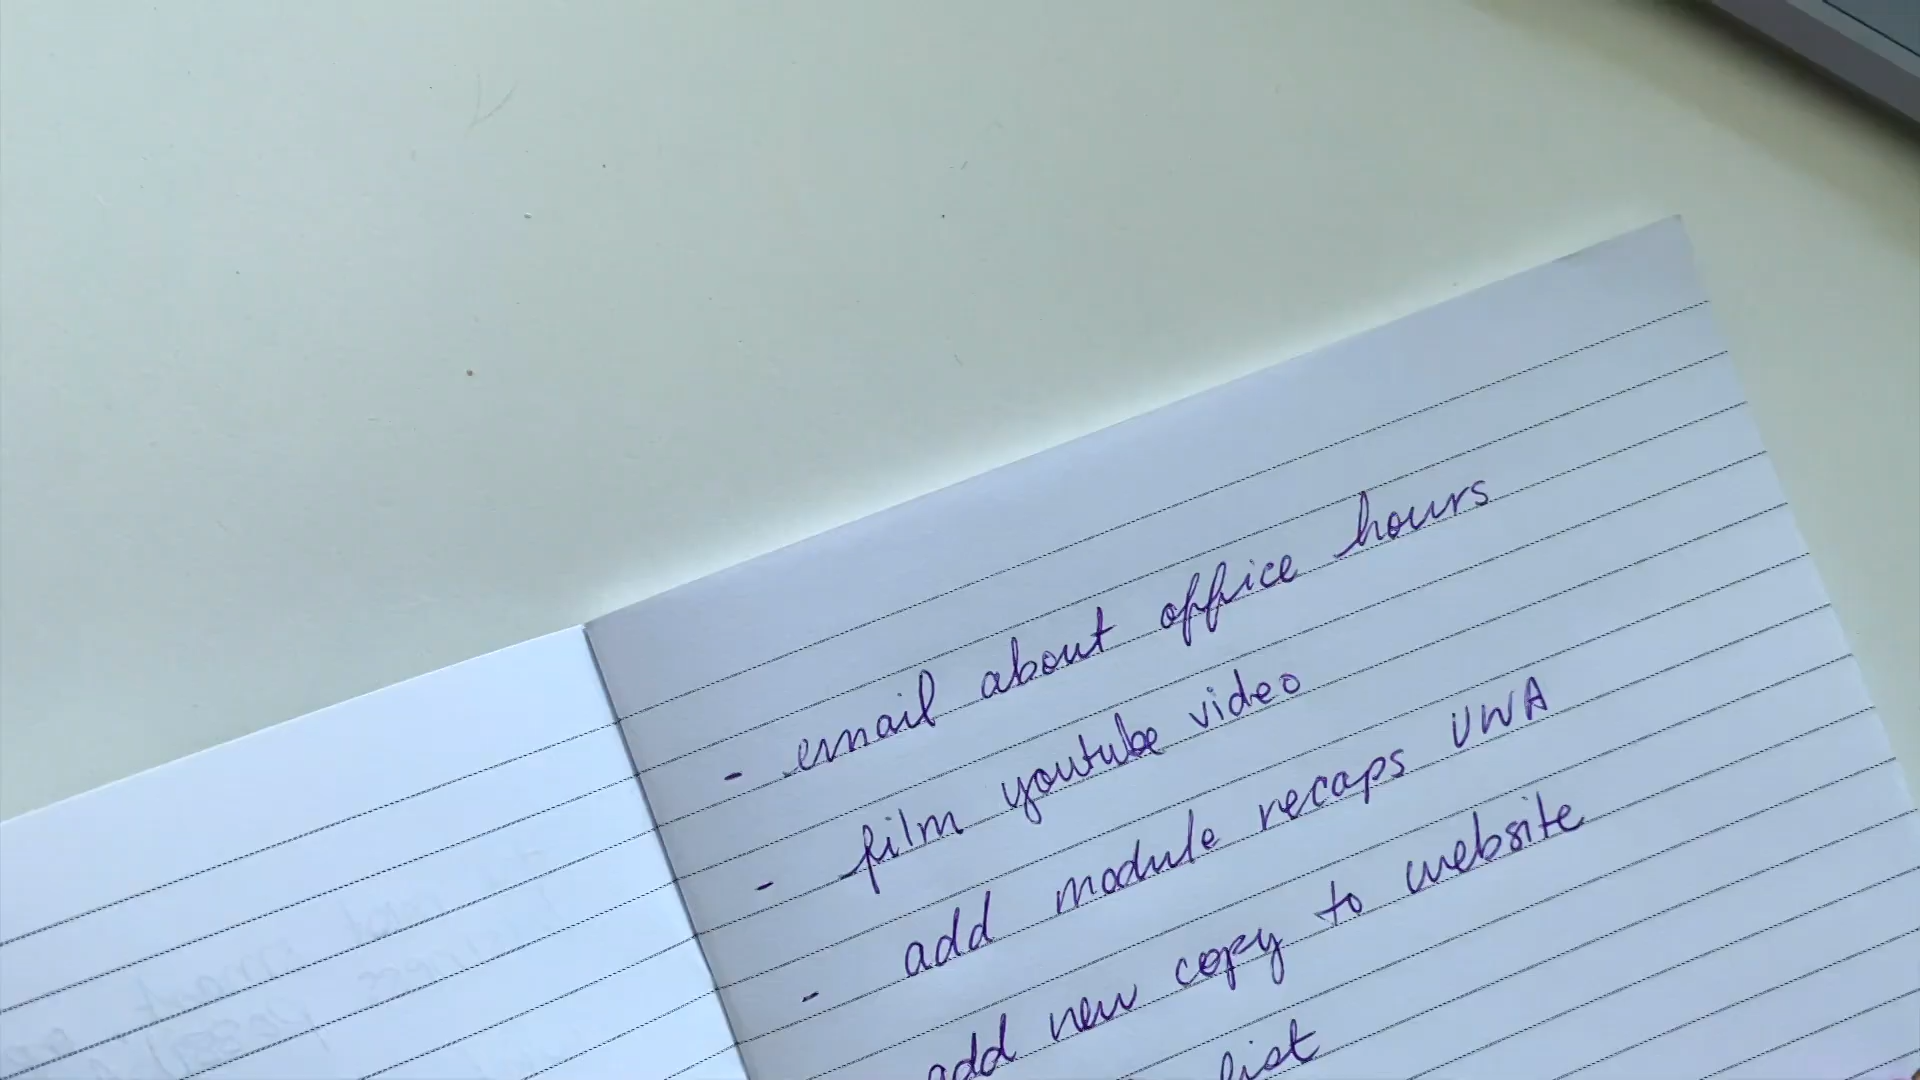 - email about office hours
- film youtube video
- add module recaps UWA
add new copy to website
list